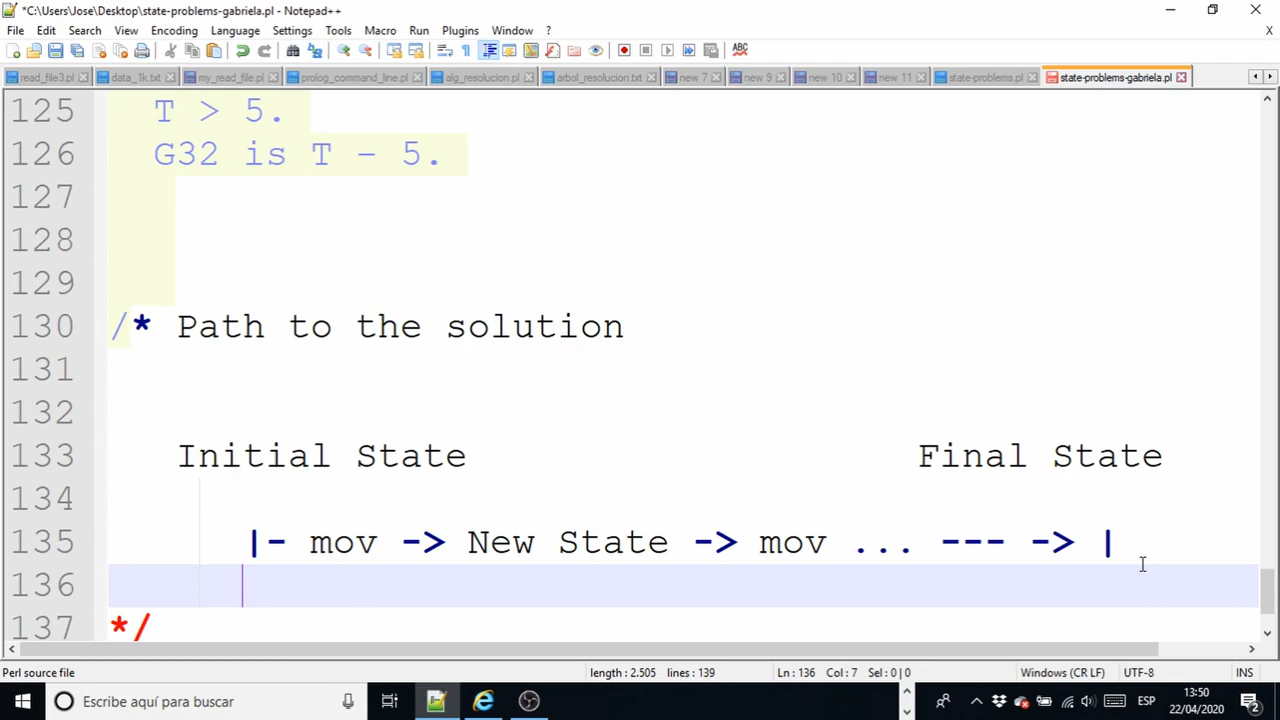 *C:\Users\Jose\Desktop\state-problems-gabriela.pl - Notepad++
File Edit Search View Encoding Language Settings Tools Macro Run Plugins Window ?
X
read_file3.pl data_1k.txt my_read_file.pl prolog_command_line.pl alg_resolucion.pl arbol_resolucion.txt new 7 new 9 new 10 new 11 state-problems.pl state-problems-gabriela.pl
125 T > 5.
126 G32 is T - 5.
127
128
129
130 /* Path to the solution
131
132
133 Initial State Final State
134
135 |- mov -> New State -> mov ... --- -> |
136
137 */
Perl source file length : 2.505 lines : 139 Ln : 136 Col : 7 Sel : 0 | 0 Windows (CR LF) UTF-8 INS
Escribe aquí para buscar ESP 13:50
22/04/2020 2